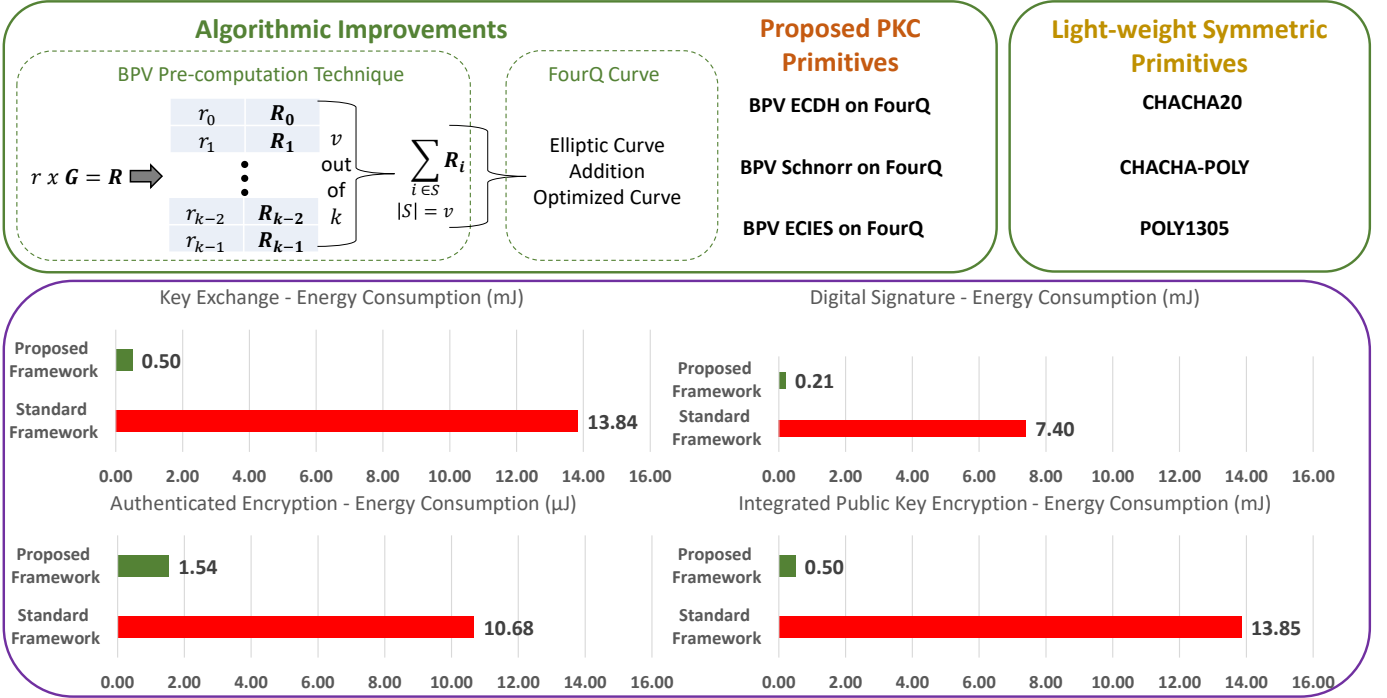 Algorithmic Improvements
BPV Pre-computation Technique
r x G = R
r₀ R₀
r₁ R₁
rₖ₋₂ Rₖ₋₂
rₖ₋₁ Rₖ₋₁
v
out
of
k
∑ Rᵢ
i ∈S
|S| = v
FourQ Curve
Elliptic Curve
Addition
Optimized Curve
Proposed PKC
Primitives
BPV ECDH on FourQ
BPV Schnorr on FourQ
BPV ECIES on FourQ
Light-weight Symmetric
Primitives
CHACHA20
CHACHA-POLY
POLY1305
Key Exchange - Energy Consumption (mJ)
Proposed
Framework
0.50
Standard
Framework
13.84
0.00 2.00 4.00 6.00 8.00 10.00 12.00 14.00 16.00
Digital Signature - Energy Consumption (mJ)
Proposed
Framework
0.21
Standard
Framework
7.40
0.00 2.00 4.00 6.00 8.00 10.00 12.00 14.00 16.00
Authenticated Encryption - Energy Consumption (µJ)
Proposed
Framework
1.54
Standard
Framework
10.68
0.00 2.00 4.00 6.00 8.00 10.00 12.00 14.00 16.00
Integrated Public Key Encryption - Energy Consumption (mJ)
Proposed
Framework
0.50
Standard
Framework
13.85
0.00 2.00 4.00 6.00 8.00 10.00 12.00 14.00 16.00